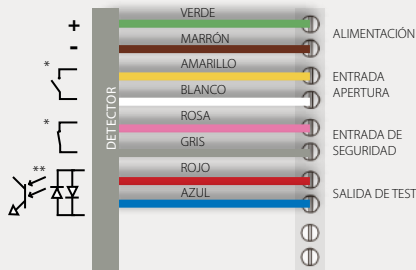 VERDE
MARRÓN
AMARILLO
BLANCO
ROSA
GRIS
ROJO
AZUL
+
-
*
*
**
DETECTOR
ALIMENTACIÓN
ENTRADA
APERTURA
ENTRADA DE
SEGURIDAD
SALIDA DE TEST